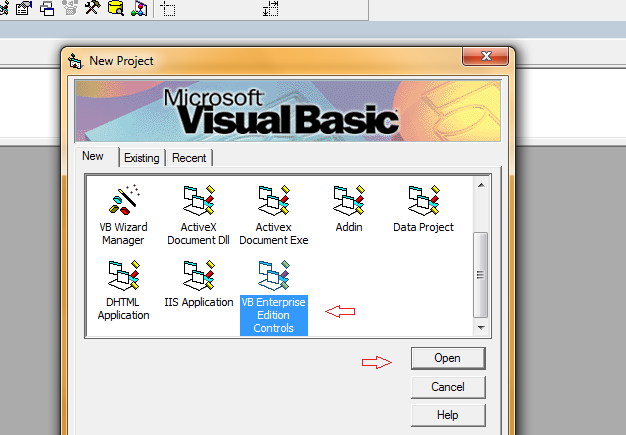 New Project
Microsoft
Visual Basic
New Existing Recent
VB Wizard Manager
ActiveX Document Dll
Activex Document Exe
Addin
Data Project
DHTML Application
IIS Application
VB Enterprise Edition Controls
Open
Cancel
Help